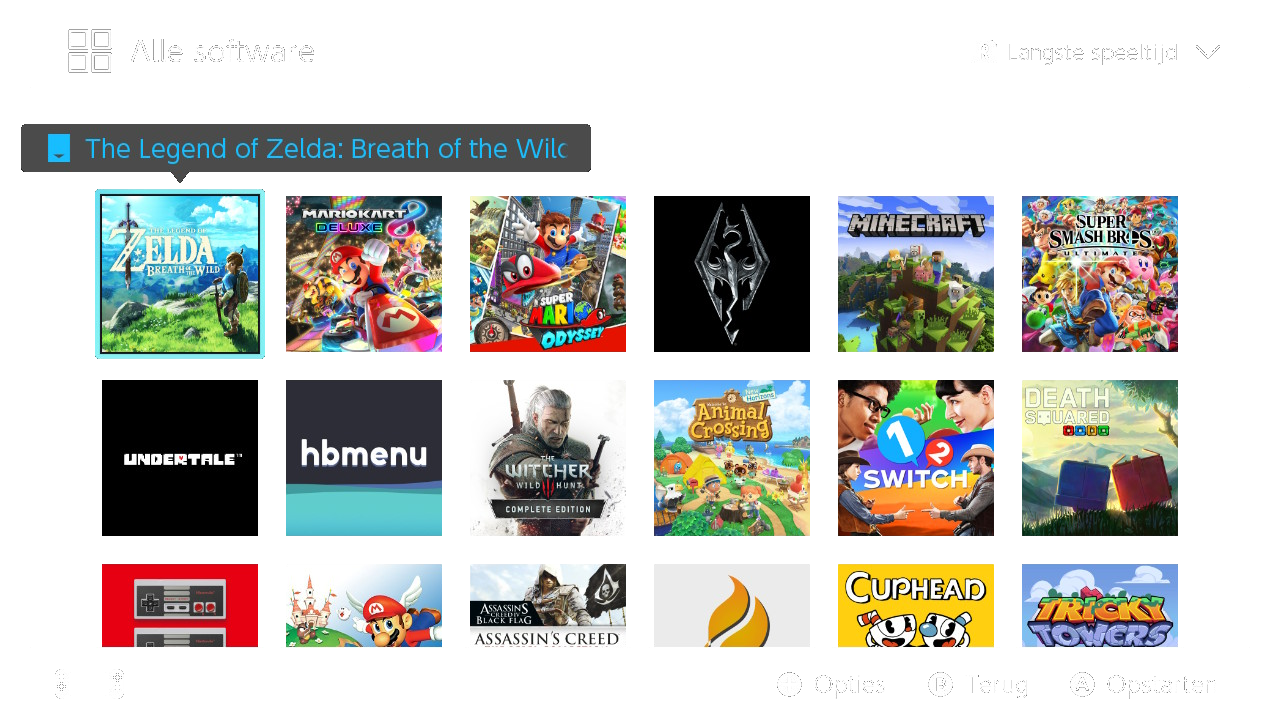 Alle software
Langste speeltijd
The Legend of Zelda: Breath of the Wild
THE LEGEND OF
ZELDA
BREATH OF THE WILD
MARIOKART 8
DELUXE
SUPER
MARIO
ODYSSEY
MINECRAFT
SUPER
SMASH BROS.
ULTIMATE
UNDERTALE™
hbmenu
THE
WITCHER
WILD HUNT
COMPLETE EDITION
New Horizons
Animal
Crossing
1 2
SWITCH
DEATH
SQUARED
ASSASSIN'S
CREED IV
BLACK FLAG
ASSASSIN'S CREED
CUPHEAD
TRICKY
TOWERS
Opties
B Terug
A Opstarten